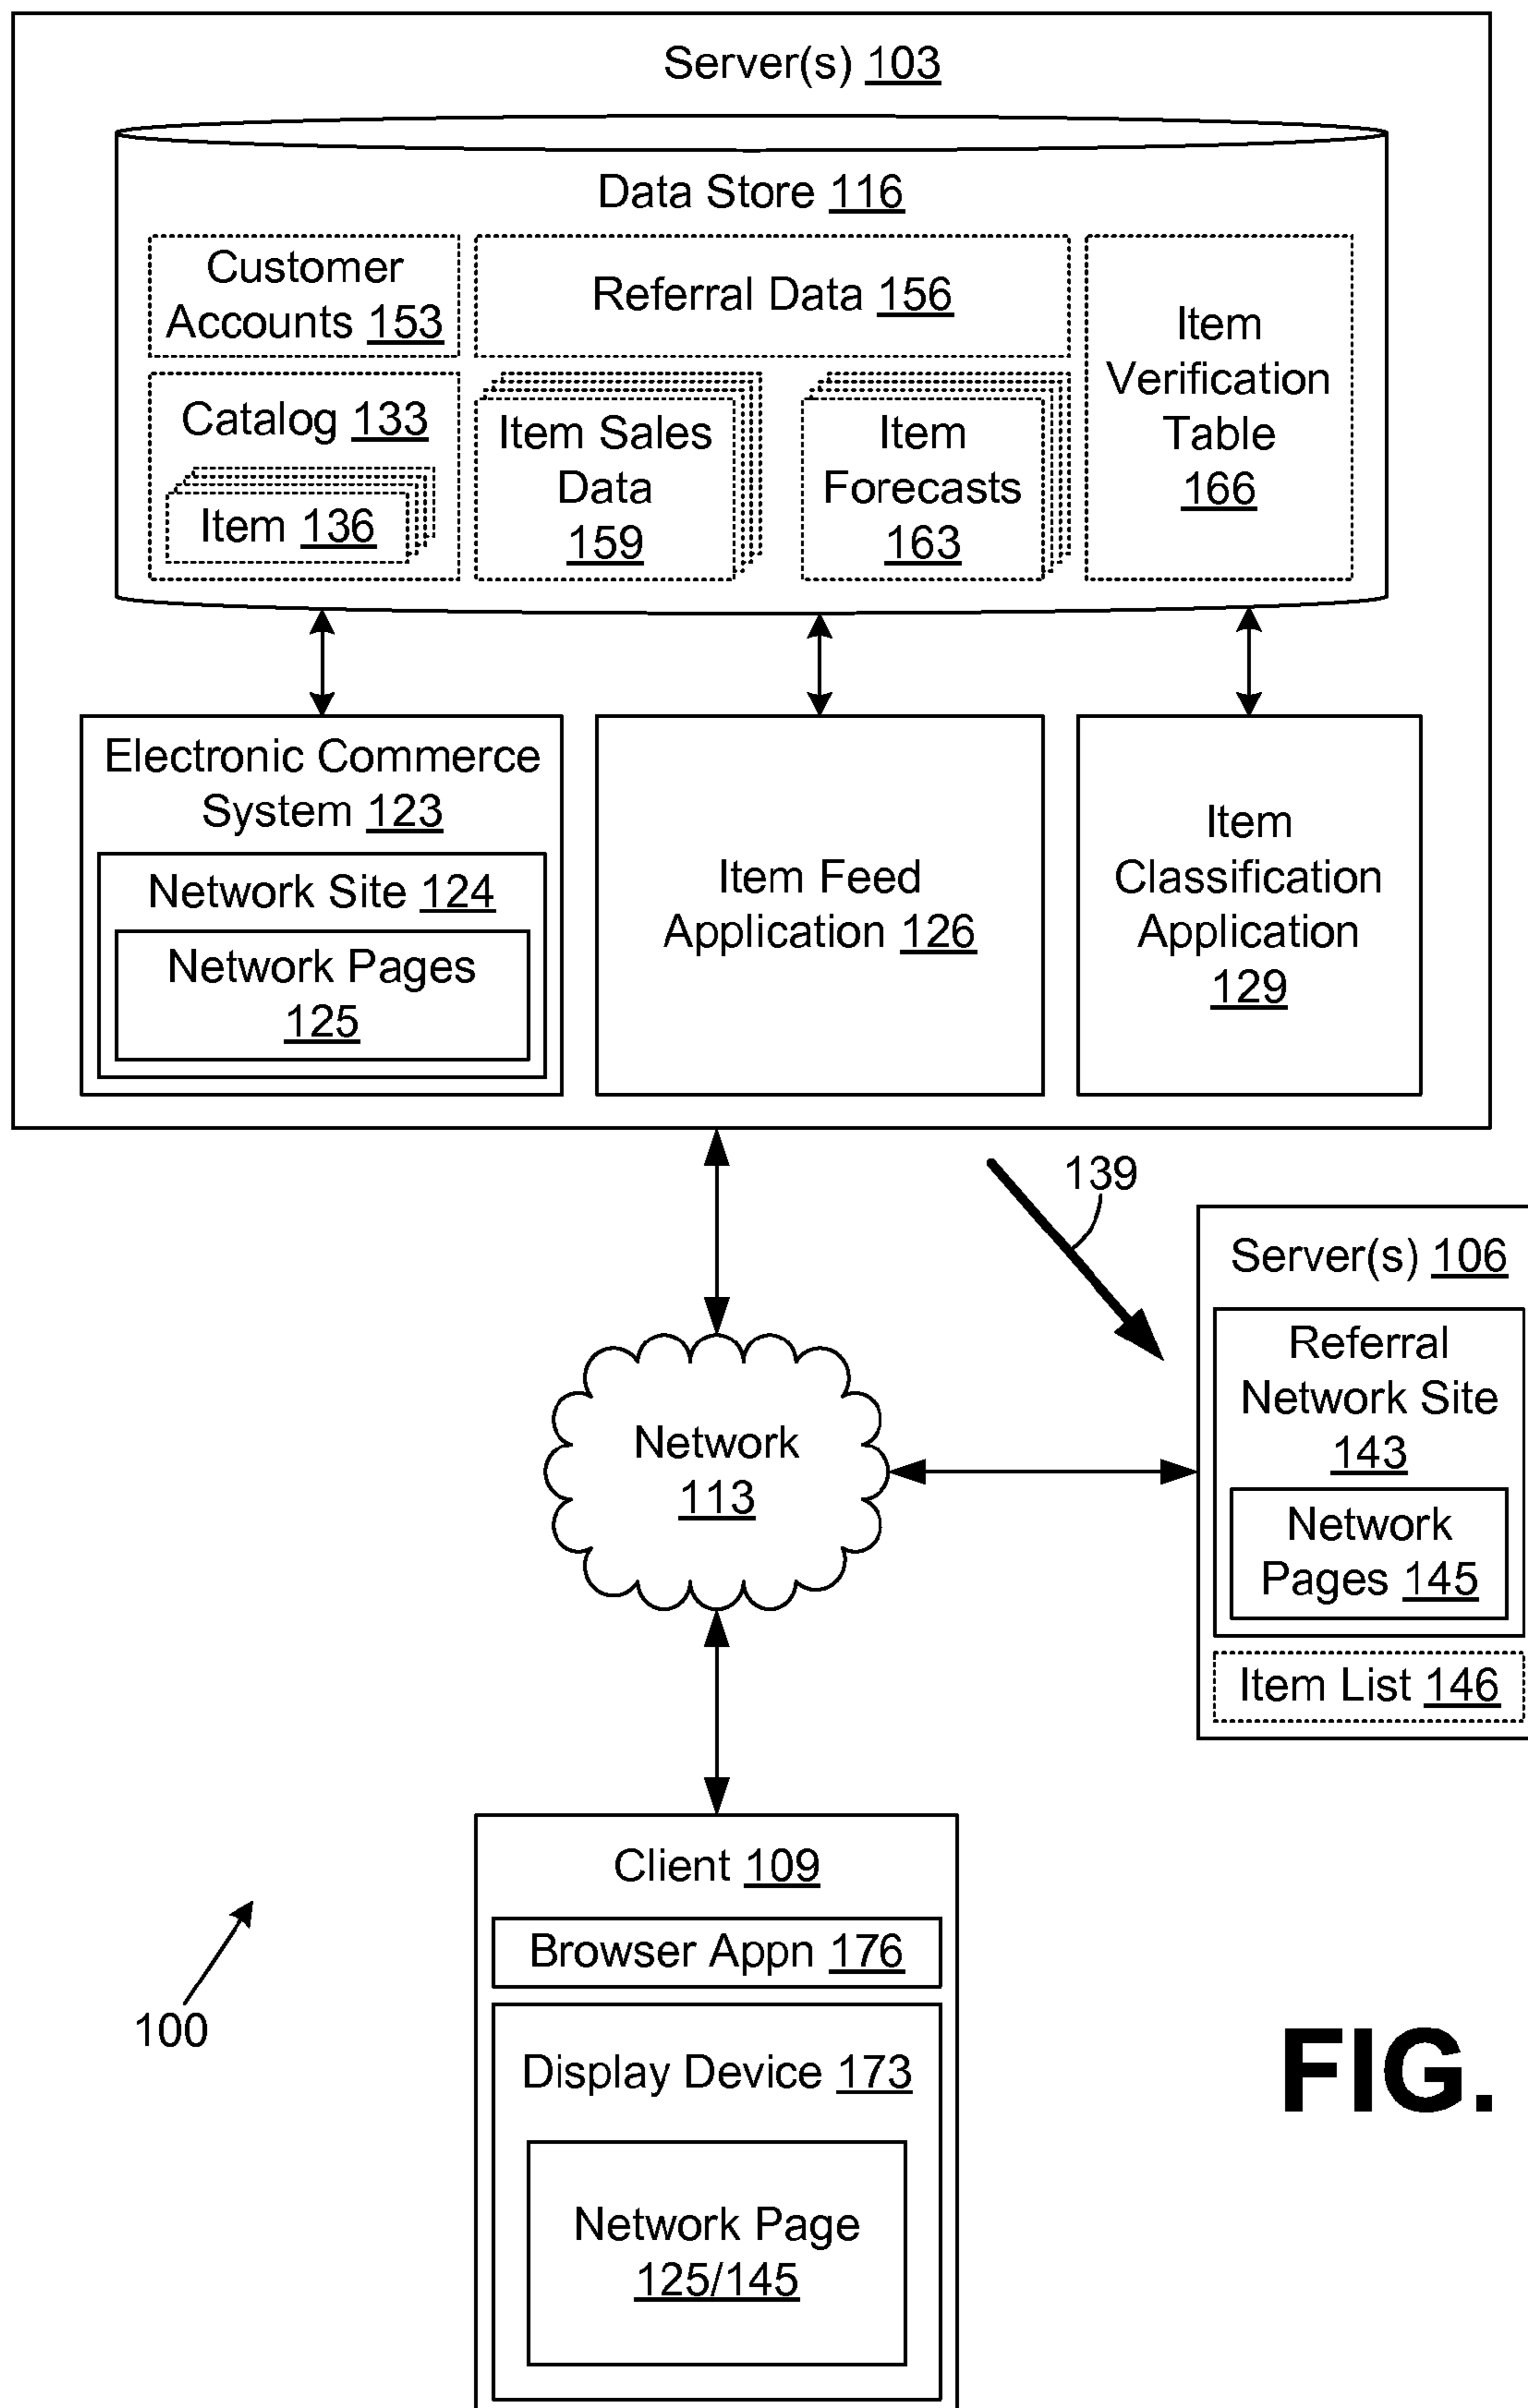 Server(s) 103
Data Store 116
Customer
Accounts 153
Referral Data 156
Item
Verification
Table
166
Catalog 133
Item 136
Item Sales
Data
159
Item
Forecasts
163
Electronic Commerce
System 123
Network Site 124
Network Pages
125
Item Feed
Application 126
Item
Classification
Application
129
139
Server(s) 106
Referral
Network Site
143
Network
Pages 145
Item List 146
Network
113
Client 109
Browser Appn 176
Display Device 173
Network Page
125/145
100
FIG.